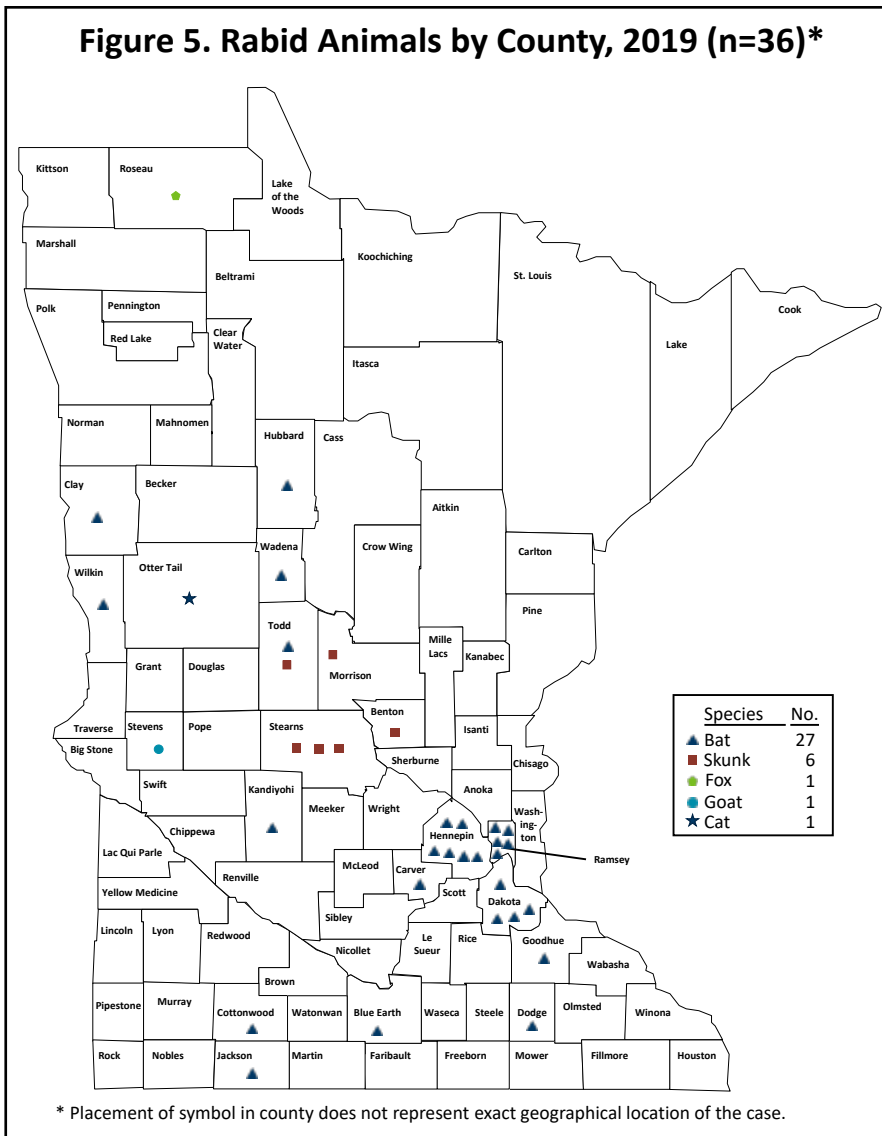 Figure 5. Rabid Animals by County, 2019 (n=36)*
Kittson
Roseau
Lake
of the
Woods
Marshall
Koochiching
St. Louis
Beltrami
Cook
Polk
Pennington
Clear
Water
Red Lake
Lake
Itasca
Norman
Mahnomen
Hubbard
Cass
Clay
Becker
Aitkin
Wadena
Crow Wing
Carlton
Wilkin
Otter Tail
Pine
Todd
Mille
Lacs
Kanabec
Grant
Douglas
Morrison
Benton
Traverse
Stevens
Pope
Stearns
Isanti
Big Stone
Sherburne
Chisago
Swift
Kandiyohi
Anoka
Meeker
Wright
Wash-
ington
Chippewa
Hennepin
Ramsey
Lac Qui Parle
McLeod
Carver
Renville
Yellow Medicine
Scott
Dakota
Sibley
Lincoln
Lyon
Redwood
Nicollet
Le
Sueur
Rice
Goodhue
Wabasha
Brown
Pipestone
Murray
Cottonwood
Watonwan
Blue Earth
Waseca
Steele
Dodge
Olmsted
Winona
Rock
Nobles
Jackson
Martin
Faribault
Freeborn
Mower
Fillmore
Houston
Species No.
Bat 27
Skunk 6
Fox 1
Goat 1
Cat 1
* Placement of symbol in county does not represent exact geographical location of the case.